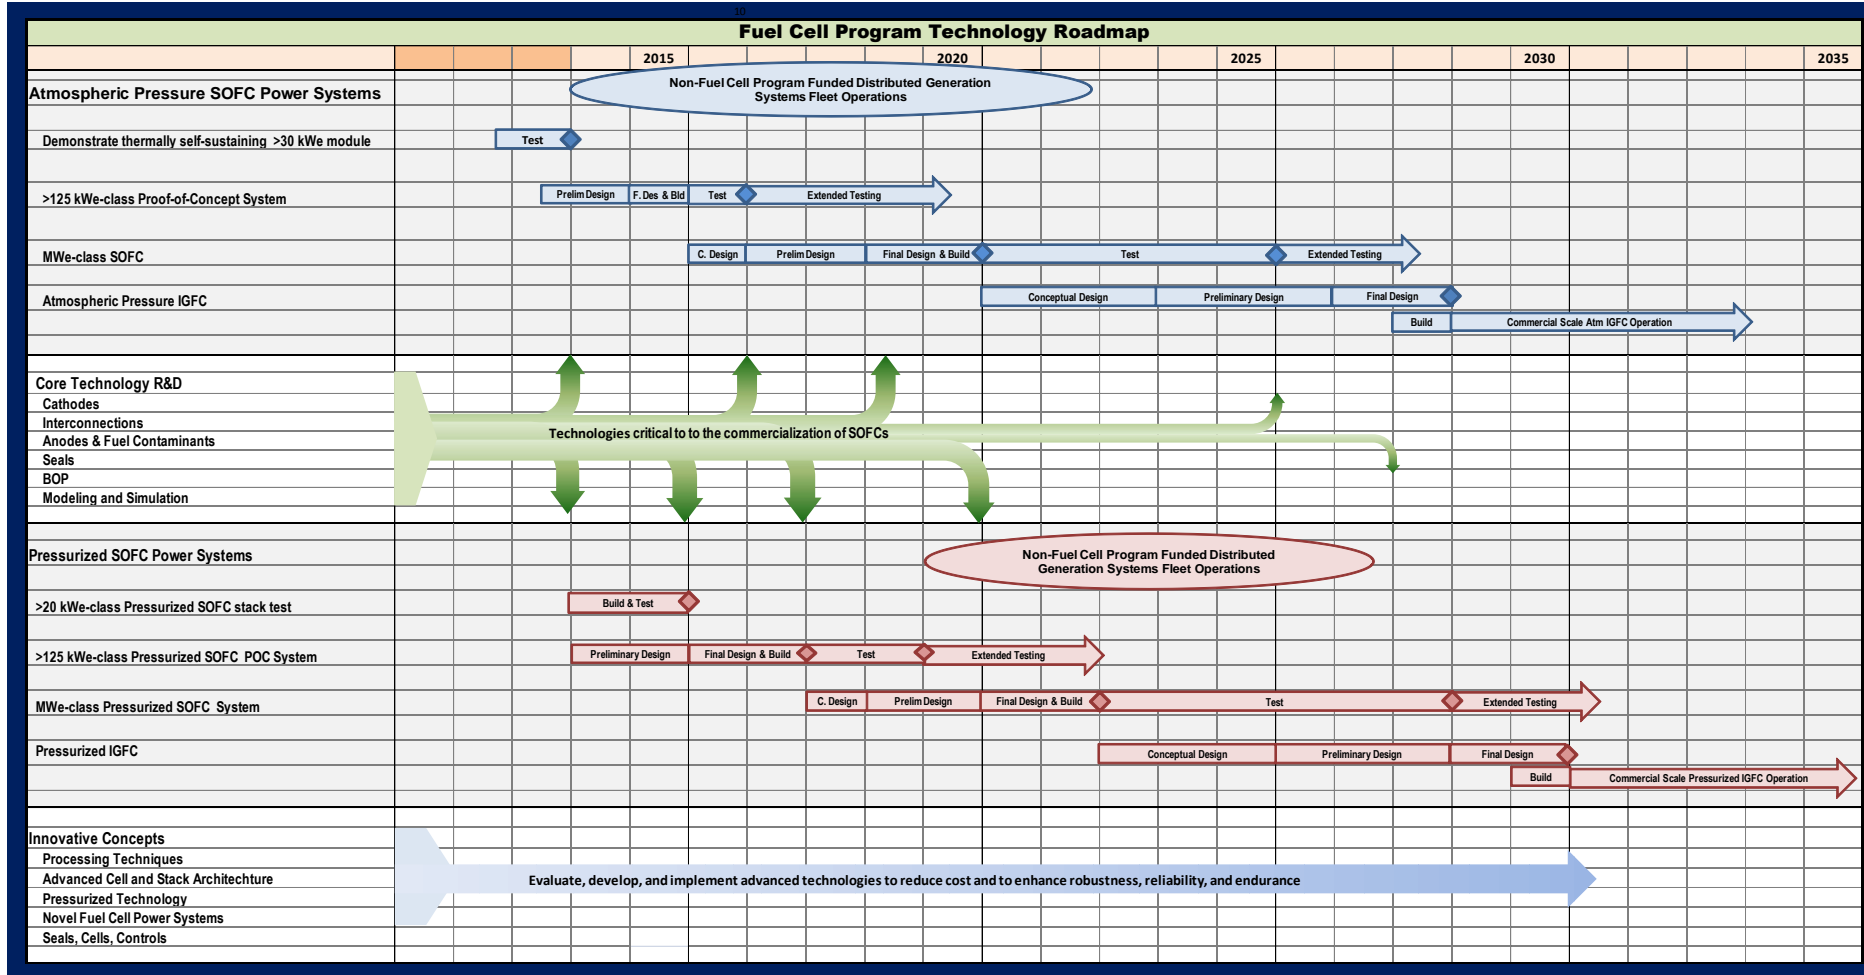 10
Fuel Cell Program Technology Roadmap
2015 2020 2025 2030 2035
Non-Fuel Cell Program Funded Distributed Generation
Systems Fleet Operations
Atmospheric Pressure SOFC Power Systems
Demonstrate thermally self-sustaining >30 kWe module
Test
>125 kWe-class Proof-of-Concept System
Prelim Design F. Des & Bld Test Extended Testing
MWe-class SOFC
C. Design Prelim Design Final Design & Build Test Extended Testing
Atmospheric Pressure IGFC
Conceptual Design Preliminary Design Final Design
Build Commercial Scale Atm IGFC Operation
Core Technology R&D
Cathodes
Interconnections
Anodes & Fuel Contaminants
Seals
BOP
Modeling and Simulation
Technologies critical to to the commercialization of SOFCs
Pressurized SOFC Power Systems
Non-Fuel Cell Program Funded Distributed
Generation Systems Fleet Operations
>20 kWe-class Pressurized SOFC stack test
Build & Test
>125 kWe-class Pressurized SOFC POC System
Preliminary Design Final Design & Build Test Extended Testing
MWe-class Pressurized SOFC System
C. Design Prelim Design Final Design & Build Test Extended Testing
Pressurized IGFC
Conceptual Design Preliminary Design Final Design
Build Commercial Scale Pressurized IGFC Operation
Innovative Concepts
Processing Techniques
Advanced Cell and Stack Architechture
Pressurized Technology
Novel Fuel Cell Power Systems
Seals, Cells, Controls
Evaluate, develop, and implement advanced technologies to reduce cost and to enhance robustness, reliability, and endurance